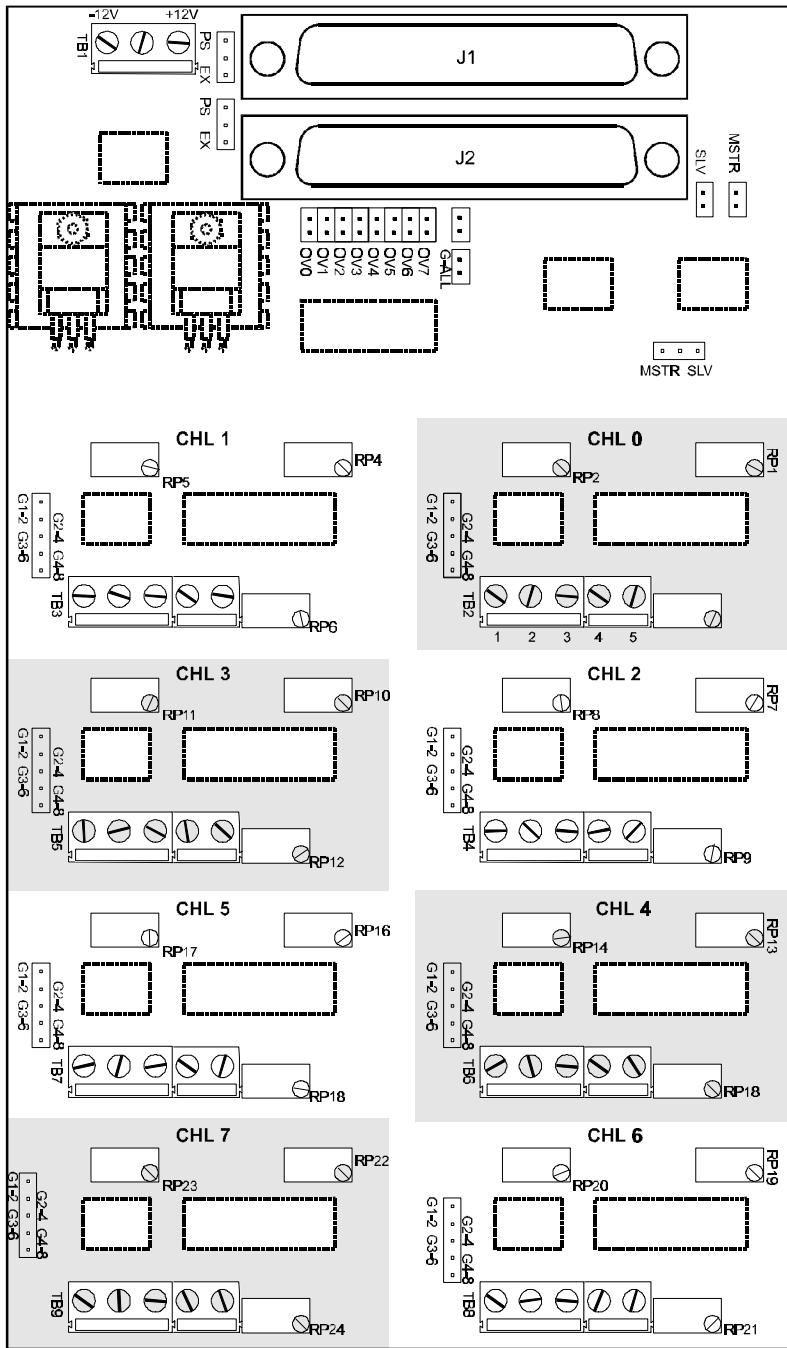 -12V +12V
TB1
PS
EX
J1
PS
EX
J2
SLV
MSTR
OV0
OV1
OV2
OV3
OV4
OV5
OV6
OV7
G-ALL
MSTR SLV
CHL 1
RP5
RP4
G1-2 G3-6
G2-4 G4-8
TB3
RP6
CHL 0
RP2
RP1
G1-2 G3-6
G2-4 G4-8
TB2
1 2 3 4 5
CHL 3
RP11
RP10
G1-2 G3-6
G2-4 G4-8
TB5
RP12
CHL 2
RP8
RP7
G1-2 G3-6
G2-4 G4-8
TB4
RP9
CHL 5
RP17
RP16
G1-2 G3-6
G2-4 G4-8
TB7
RP18
CHL 4
RP14
RP13
G1-2 G3-6
G2-4 G4-8
TB6
RP18
CHL 7
RP23
RP22
G1-2 G3-6
G2-4 G4-8
TB9
RP24
CHL 6
RP20
RP19
G1-2 G3-6
G2-4 G4-8
TB8
RP21